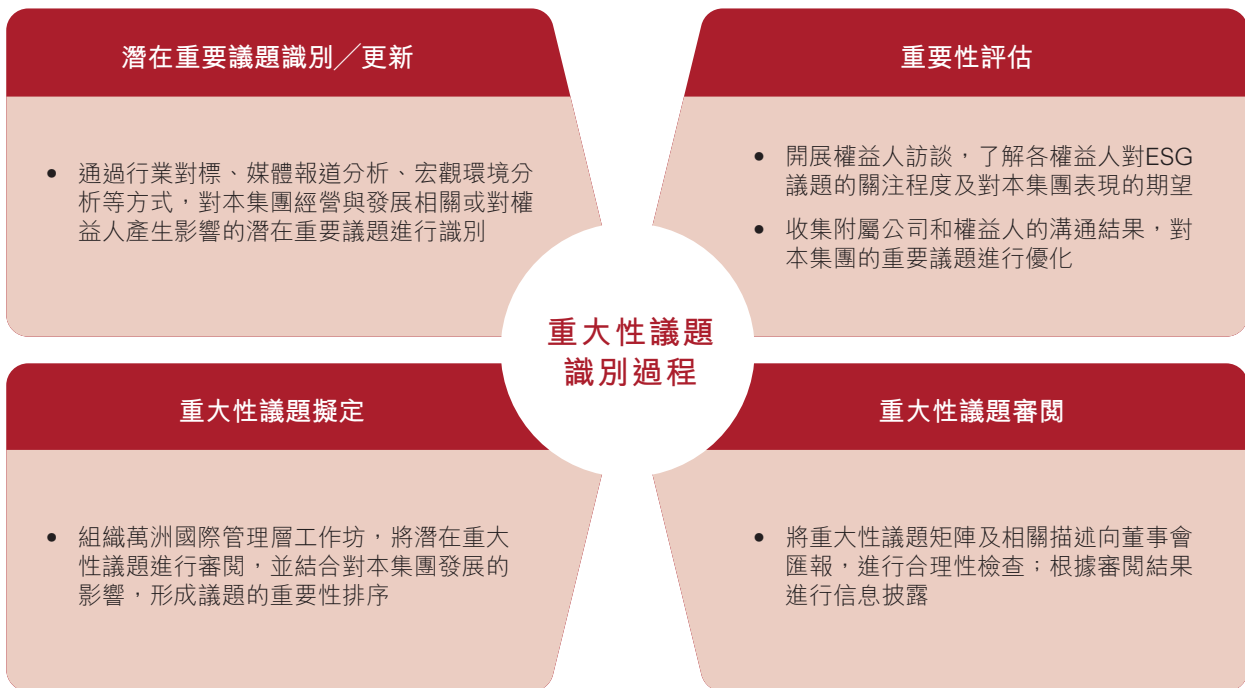 潛在重要議題識別╱更新
• 通過行業對標、媒體報道分析、宏觀環境分
析等方式，對本集團經營與發展相關或對權
益人產生影響的潛在重要議題進行識別
重要性評估
• 開展權益人訪談，了解各權益人對ESG
議題的關注程度及對本集團表現的期望
• 收集附屬公司和權益人的溝通結果，對
本集團的重要議題進行優化
重大性議題
識別過程
重大性議題擬定
• 組織萬洲國際管理層工作坊，將潛在重大
性議題進行審閱，並結合對本集團發展的
影響，形成議題的重要性排序
重大性議題審閱
• 將重大性議題矩陣及相關描述向董事會
匯報，進行合理性檢查；根據審閱結果
進行信息披露